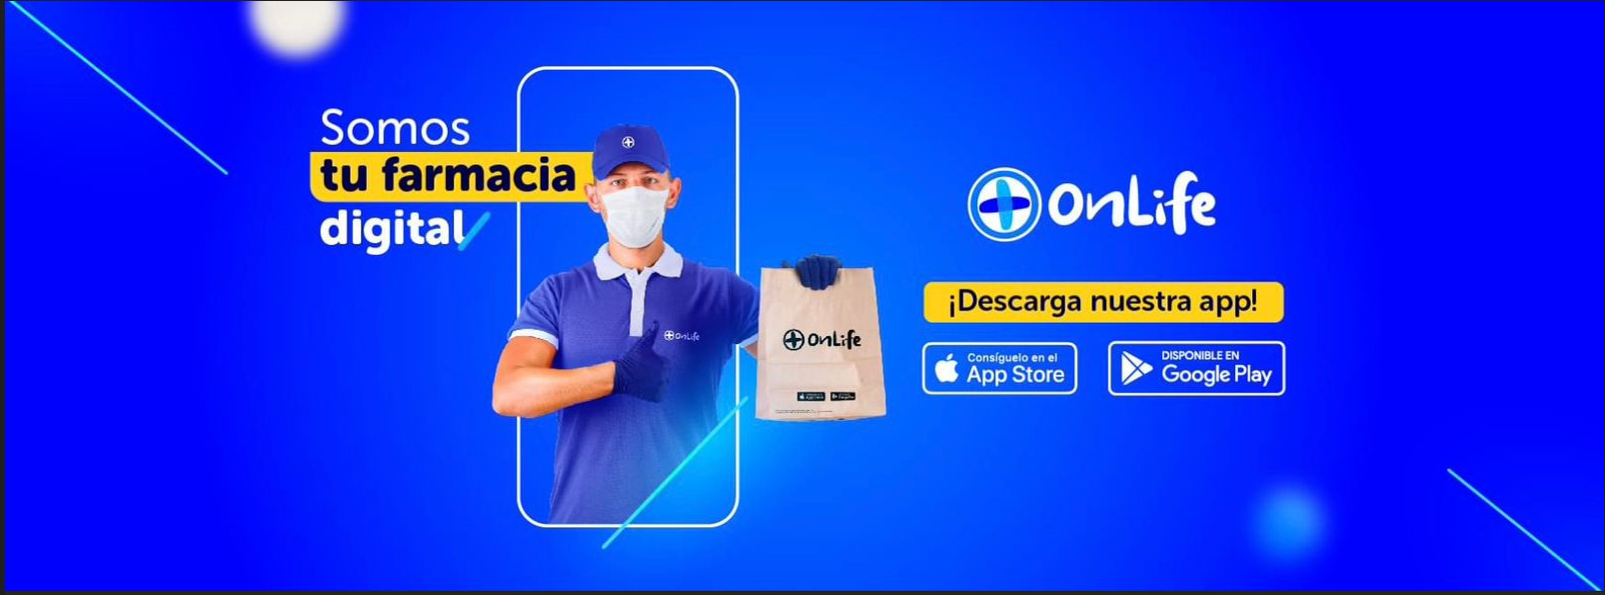 Somos
tu farmacia
digital
OnLife
OnLife
OnLife
¡Descarga nuestra app!
Consíguelo en el
App Store
DISPONIBLE EN
Google Play